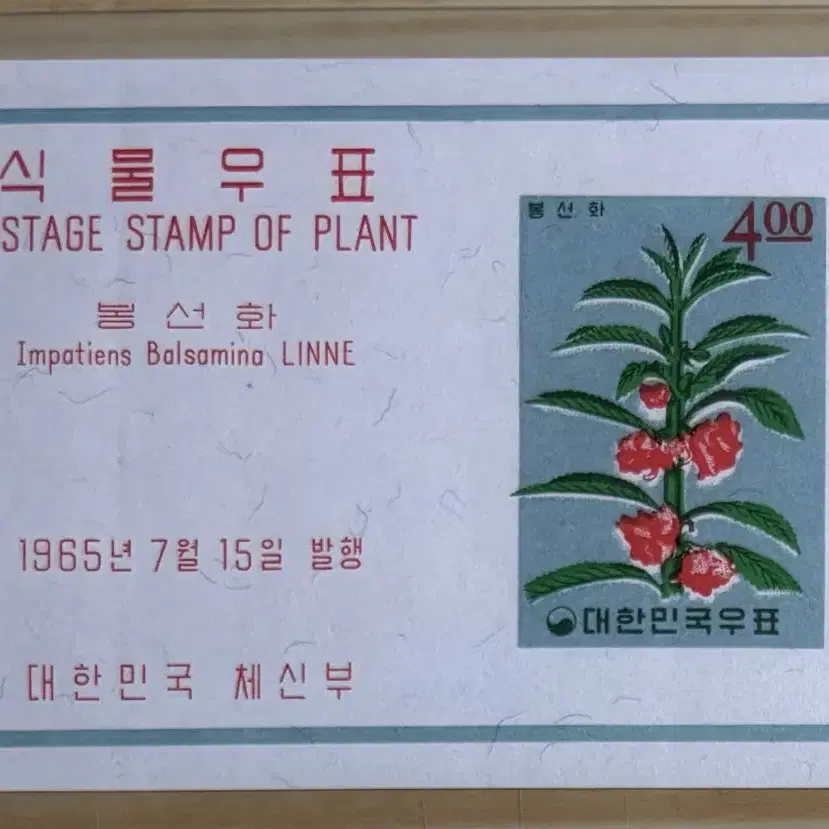 식물우표
STAGE STAMP OF PLANT
봉선화
Impatiens Balsamina LINNE
1965년 7월 15일 발행
대한민국 체신부
봉선화
400
대한민국우표